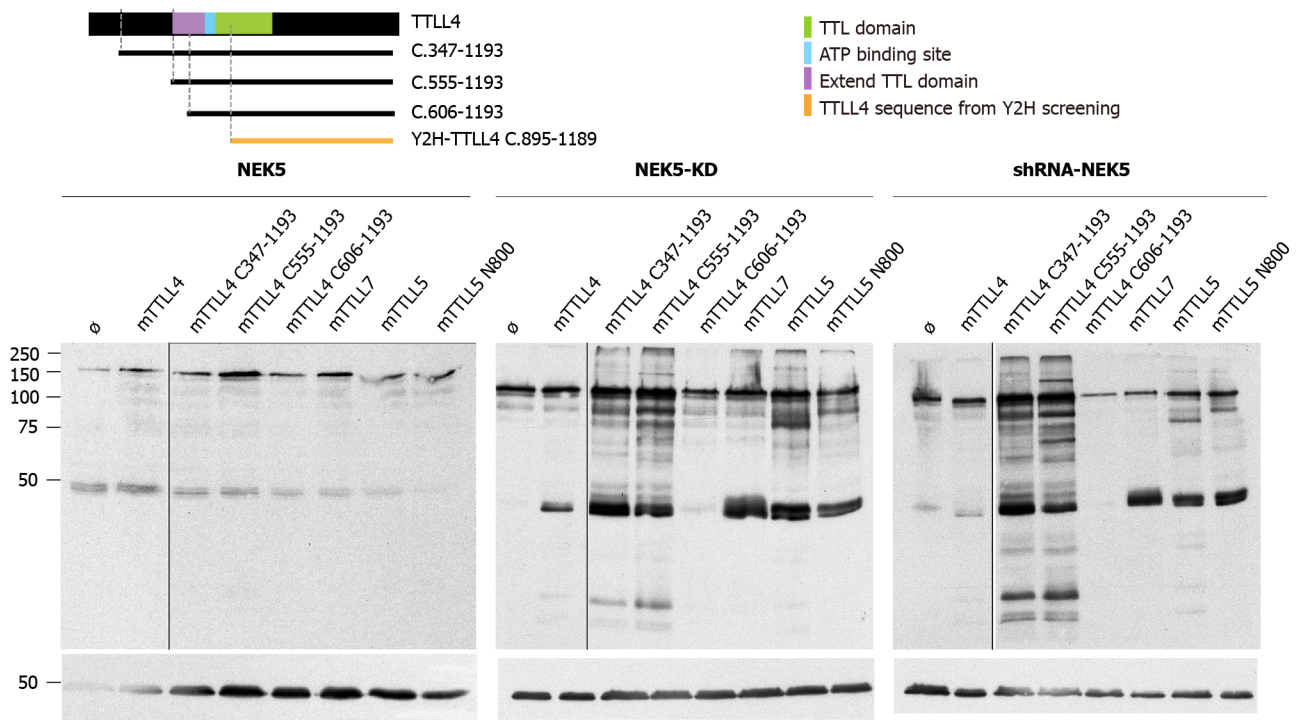 TTLL4
C.347-1193
C.555-1193
C.606-1193
Y2H-TTLL4 C.895-1189
TTL domain
ATP binding site
Extend TTL domain
TTLL4 sequence from Y2H screening
NEK5
NEK5-KD
shRNA-NEK5
ø
mTTLL4
mTTLL4 C347-1193
mTTLL4 C555-1193
mTTLL4 C606-1193
mTTLL7
mTTLL5
mTTLL5 N800
ø
mTTLL4
mTTLL4 C347-1193
mTTLL4 C555-1193
mTTLL4 C606-1193
mTTLL7
mTTLL5
mTTLL5 N800
ø
mTTLL4
mTTLL4 C347-1193
mTTLL4 C555-1193
mTTLL4 C606-1193
mTTLL7
mTTLL5
mTTLL5 N800
250
150
100
75
50
50